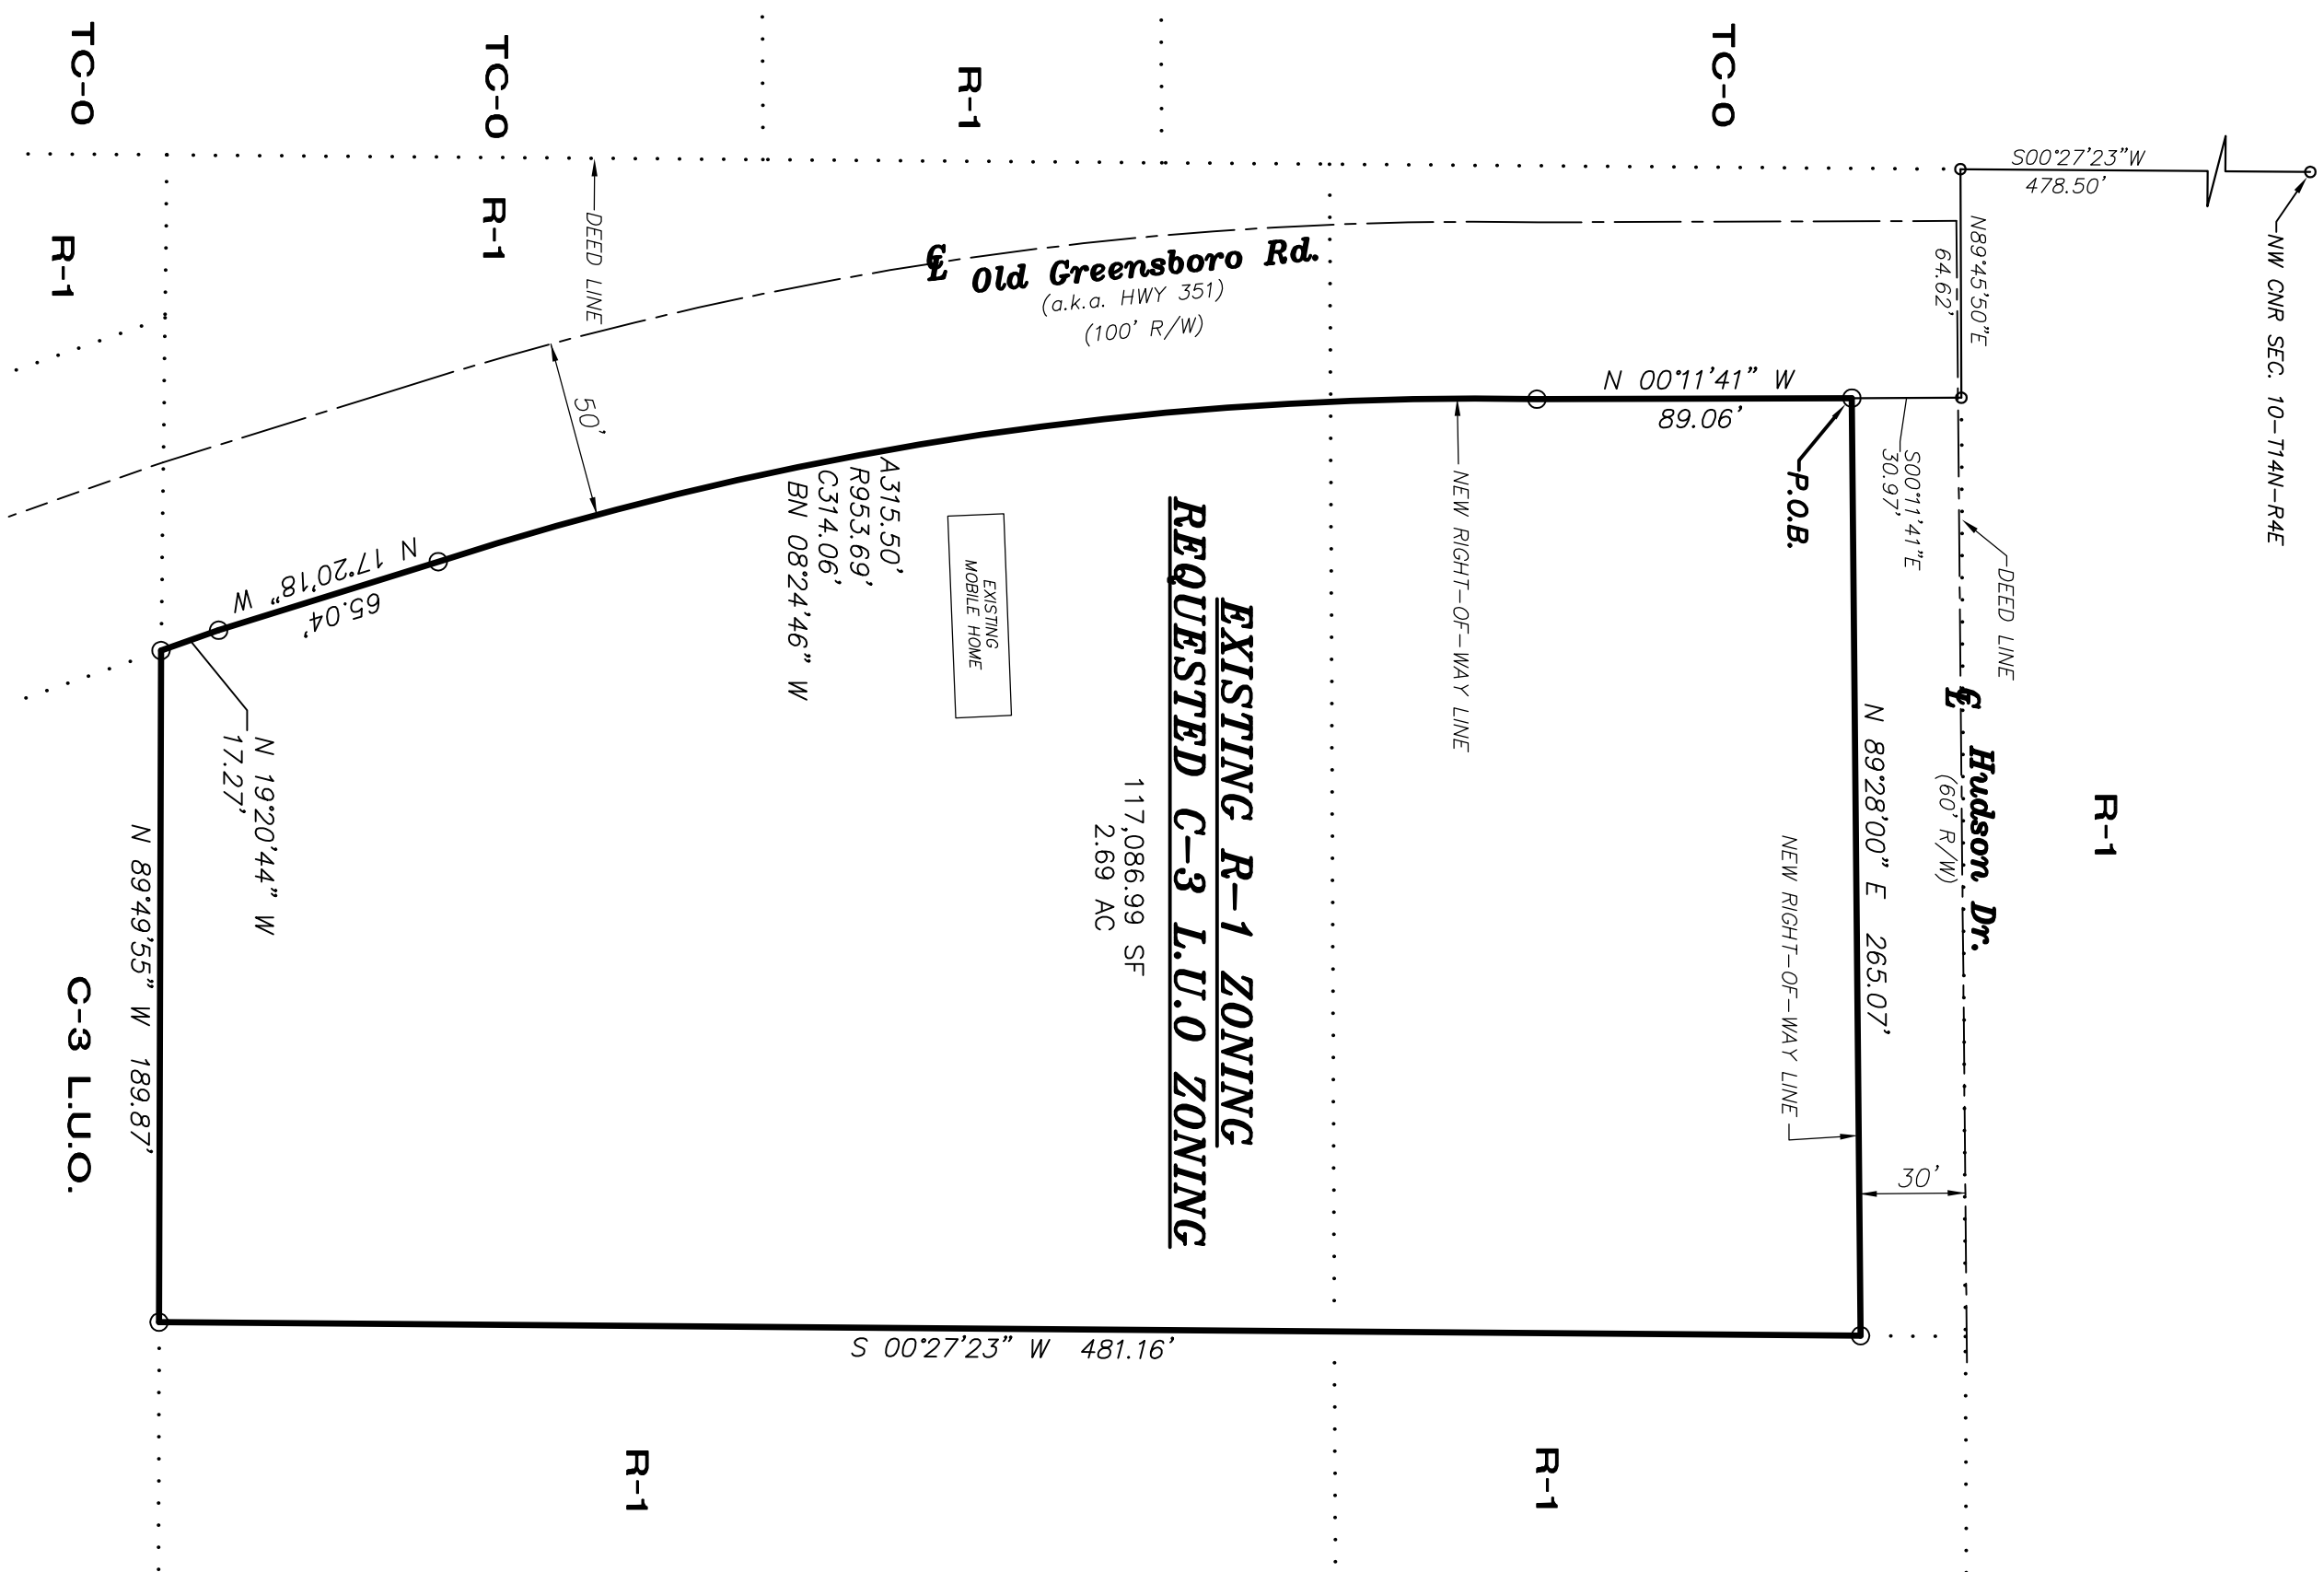 NW CNR SEC. 10-T14N-R4E
S00°27'23"W
478.50'
N89°45'50"E
64.62'
S00°11'41"E
30.97'
R-1
DEED LINE
℄ Hudson Dr.
(60' R/W)
30'
N 89°28'00" E 265.07'
NEW RIGHT-OF-WAY LINE
P.O.B.
N 00°11'41" W
89.06'
TC-O
R-1
TC-O
TC-O
R-1
R-1
DEED LINE
℄ Old Greensboro Rd.
(a.k.a. HWY 351)
(100' R/W)
50'
NEW RIGHT-OF-WAY LINE
EXISTING R-1 ZONING
REQUESTED C-3 L.U.O ZONING
117,086.99 SF
2.69 AC
EXISTING
MOBILE HOME
A315.50'
R953.69'
C314.06'
BN 08°24'46" W
N 17°20'18" W
65.04'
N 19°20'44" W
17.27'
N 89°49'55" W 189.87'
C-3 L.U.O.
S 00°27'23" W 481.16'
R-1
R-1